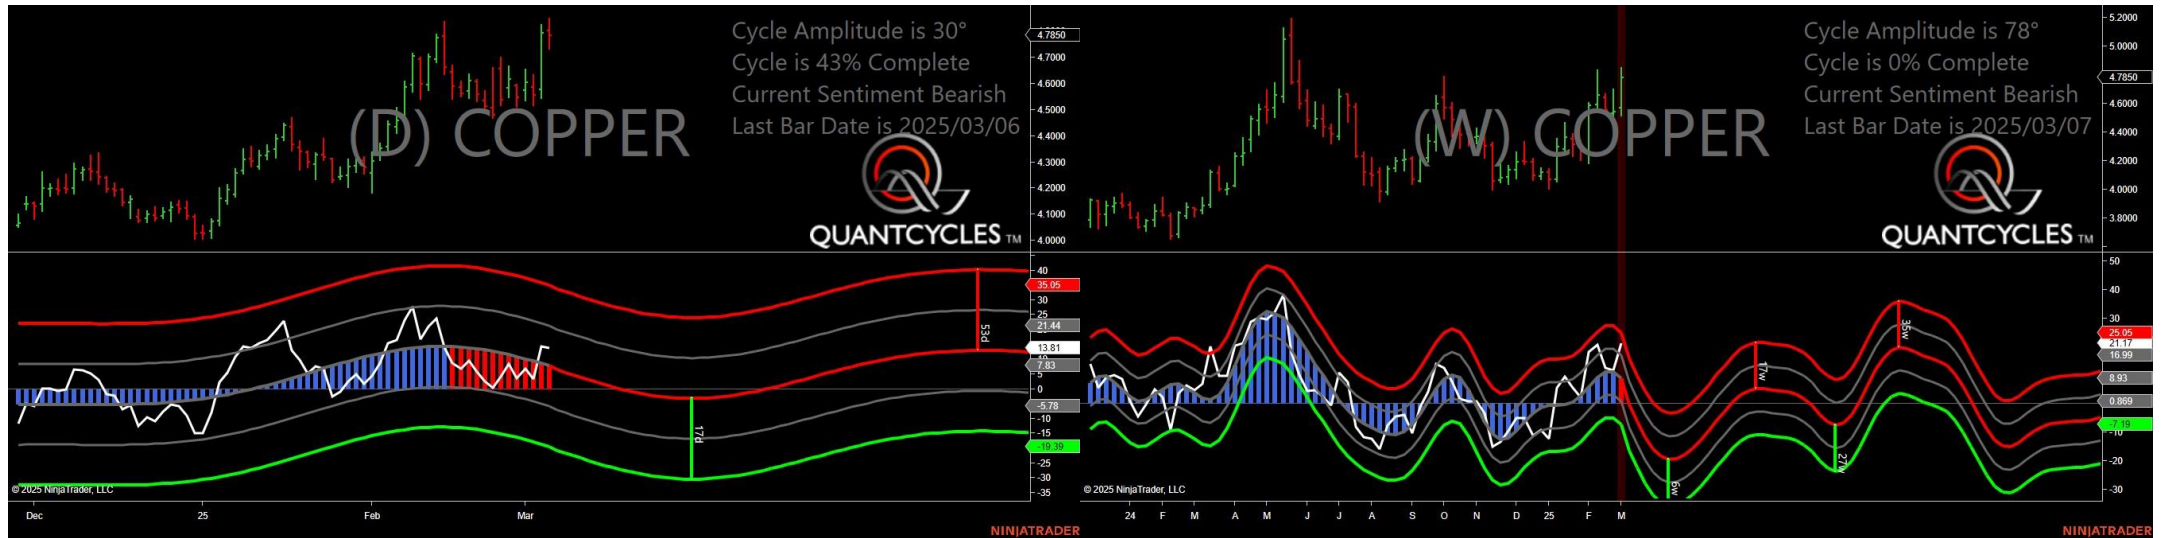 Cycle Amplitude is 30°
Cycle is 43% Complete
Current Sentiment Bearish
Last Bar Date is 2025/03/06
(D) COPPER
QUANTCYCLES TM
4.7850
4.7000
4.6000
4.5000
4.4000
4.3000
4.2000
4.1000
4.0000
40
35.05
30
25
21.44
13.81
7.83
5
0
-5.78
-10
-15
-19.39
-25
-30
-35
53d
17d
© 2025 NinjaTrader, LLC
Dec 25 Feb Mar
NINJATRADER
Cycle Amplitude is 78°
Cycle is 0% Complete
Current Sentiment Bearish
Last Bar Date is 2025/03/07
(W) COPPER
QUANTCYCLES TM
5.2000
5.0000
4.7850
4.6000
4.4000
4.2000
4.0000
3.8000
50
40
30
25.05
21.17
16.99
8.93
0.869
-7.19
-10
-20
-30
6w
17w
27w
35w
© 2025 NinjaTrader, LLC
24 F M A M J J A S O N D 25 F M
NINJATRADER